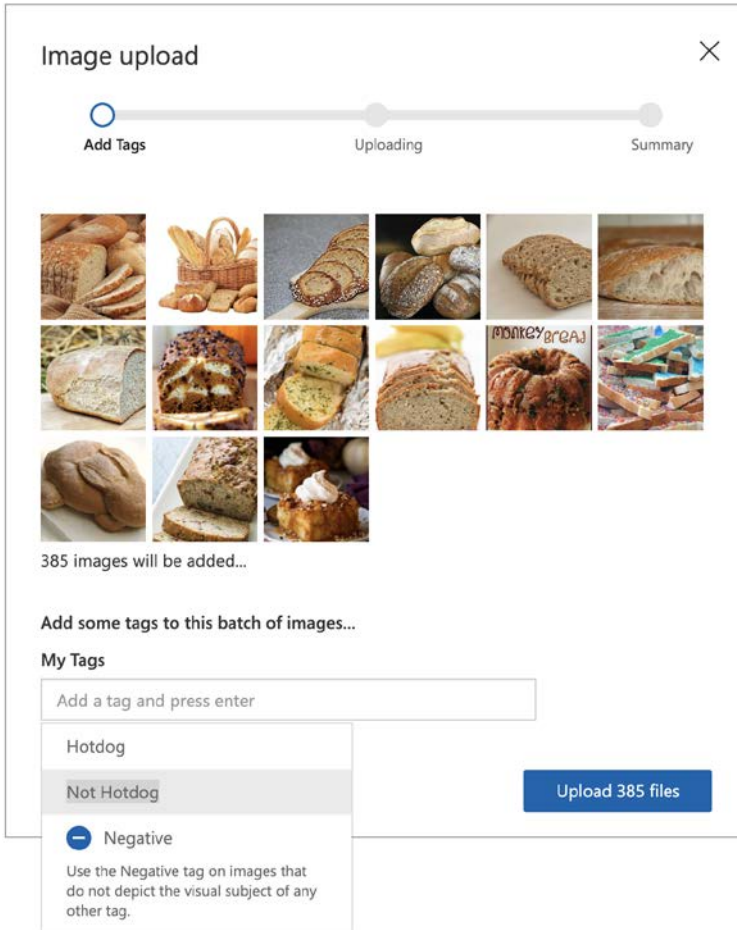 Image upload
Add Tags
Uploading
Summary
MONKEY BREAD
385 images will be added...
Add some tags to this batch of images...
My Tags
Add a tag and press enter
Hotdog
Not Hotdog
Upload 385 files
Negative
Use the Negative tag on images that
do not depict the visual subject of any
other tag.